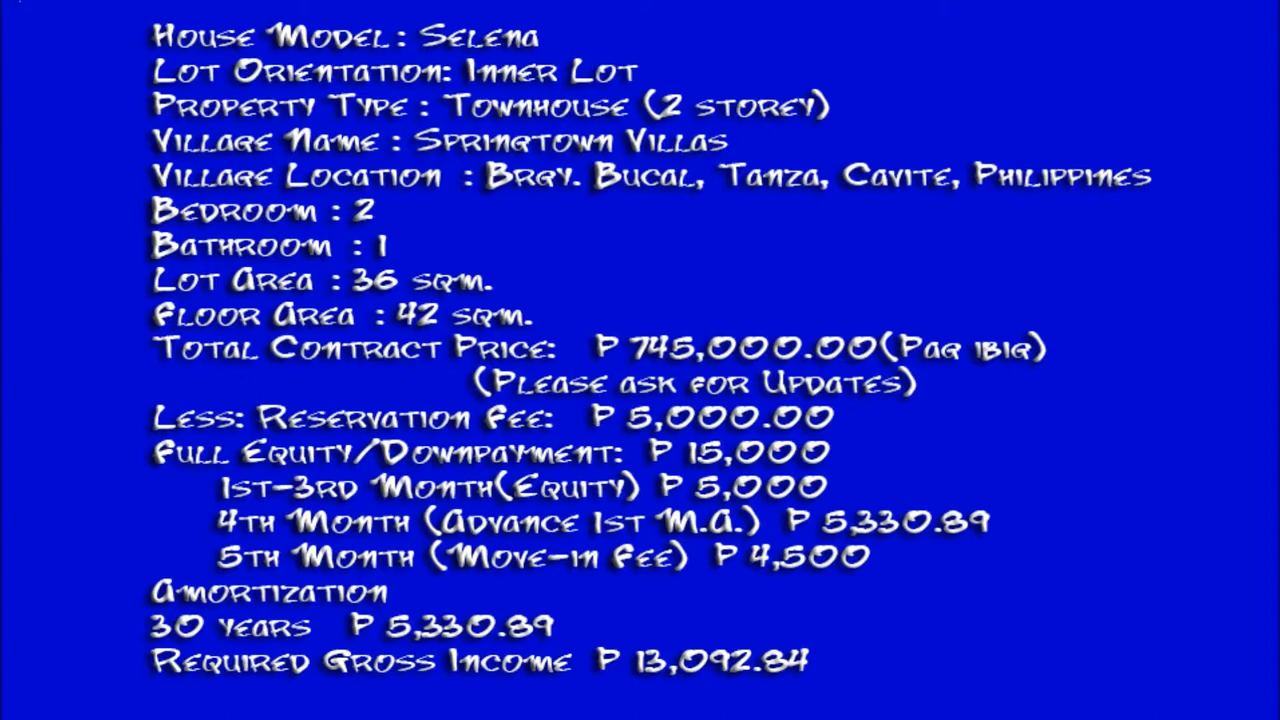 House Model : Selena
Lot Orientation: Inner Lot
Property Type : Townhouse (2 storey)
Village Name : Springtown Villas
Village Location : Brgy. Bucal, Tanza, Cavite, Philippines
Bedroom : 2
Bathroom : 1
Lot Area : 36 sqm.
Floor Area : 42 sqm.
Total Contract Price: P 745,000.00(Pag ibig)
(Please ask for Updates)
Less: Reservation Fee: P 5,000.00
Full Equity/Downpayment: P 15,000
1st-3rd Month(Equity) P 5,000
4th Month (Advance 1st M.A.) P 5,330.89
5th Month (Move-in Fee) P 4,500
Amortization
30 years P 5,330.89
Required Gross Income P 13,092.84